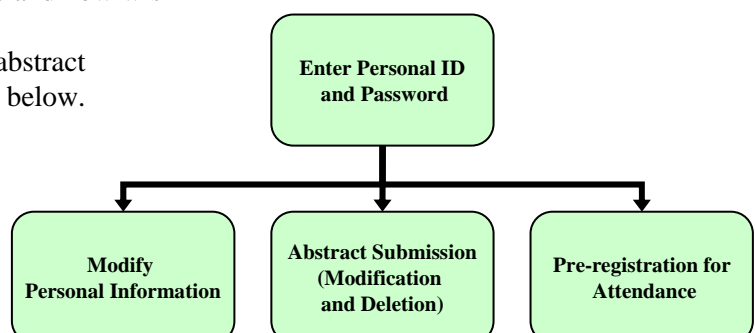 abstract
below.
Enter Personal ID
and Password
Modify
Personal Information
Abstract Submission
(Modification
and Deletion)
Pre-registration for
Attendance